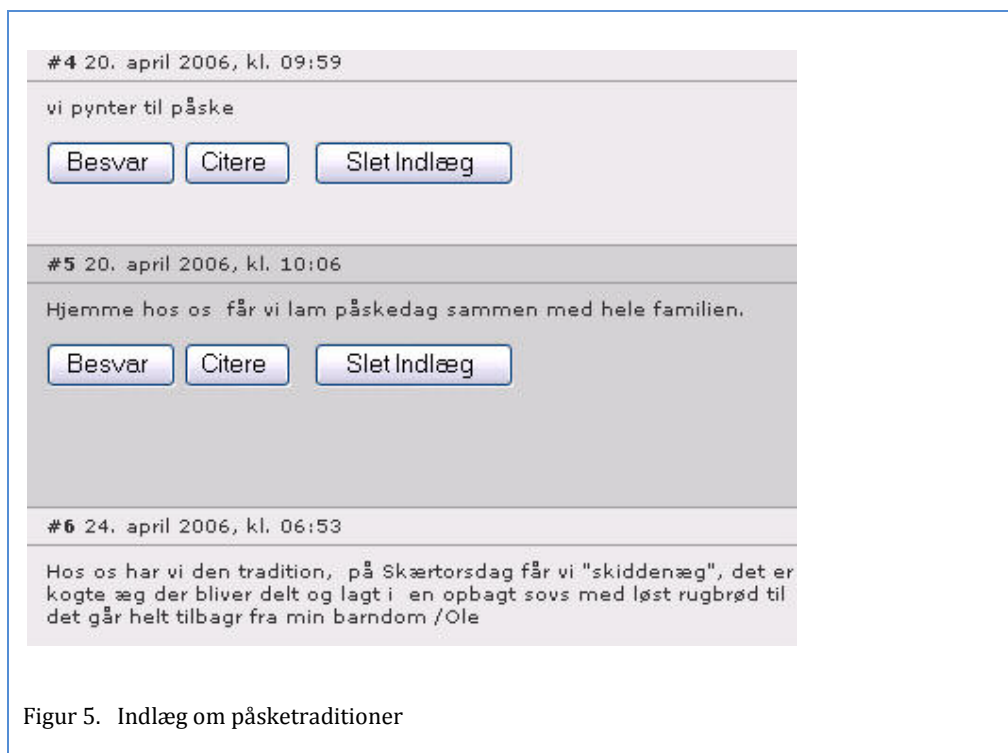 #4 20. april 2006, kl. 09:59
vi pynter til påske
Besvar Citere Slet Indlæg
#5 20. april 2006, kl. 10:06
Hjemme hos os får vi lam påskedag sammen med hele familien.
Besvar Citere Slet Indlæg
#6 24. april 2006, kl. 06:53
Hos os har vi den tradition, på Skærtorsdag får vi "skiddenæg", det er
kogte æg der bliver delt og lagt i en opbagt sovs med løst rugbrød til
det går helt tilbagr fra min barndom /Ole
Figur 5. Indlæg om påsketraditioner